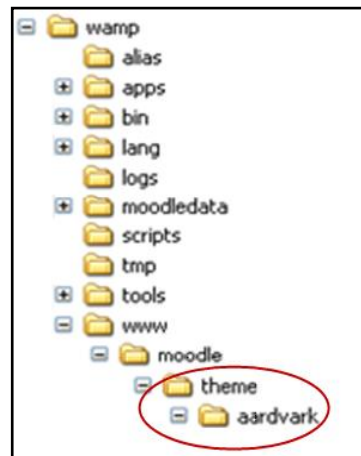 wamp
alias
apps
bin
lang
logs
moodledata
scripts
tmp
tools
www
moodle
theme
aardvark